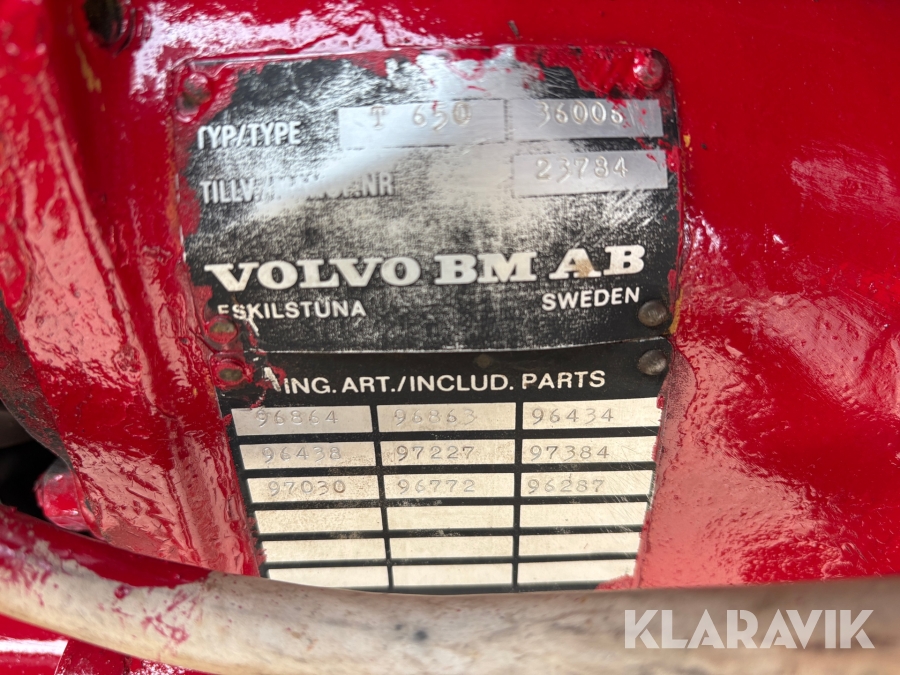 TYP/TYPE T 650 36006
TILLV. NR 23784
VOLVO BM AB
ESKILSTUNA SWEDEN
ING. ART./INCLUD. PARTS
96864 96863 96434
96438 97227 97384
97030 96772 96287
KLARAVIK